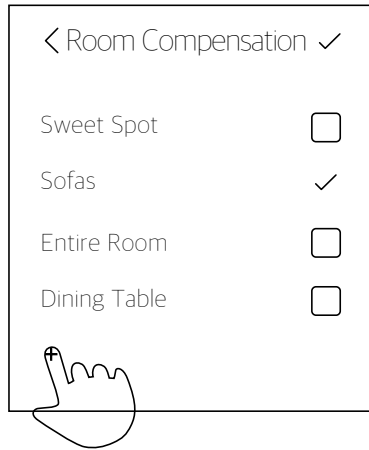 Room Compensation
Sweet Spot
Sofas
Entire Room
Dining Table